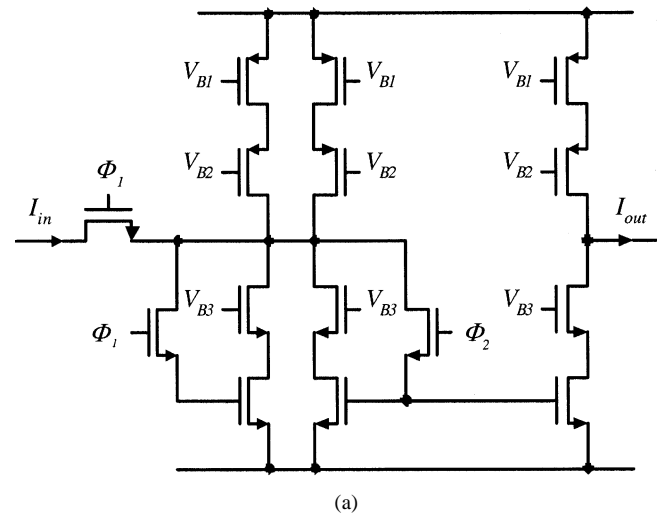 V_B1
V_B1
V_B1
V_B2
V_B2
V_B2
Φ_1
I_in
I_out
V_B3
V_B3
V_B3
Φ_1
Φ_2
(a)